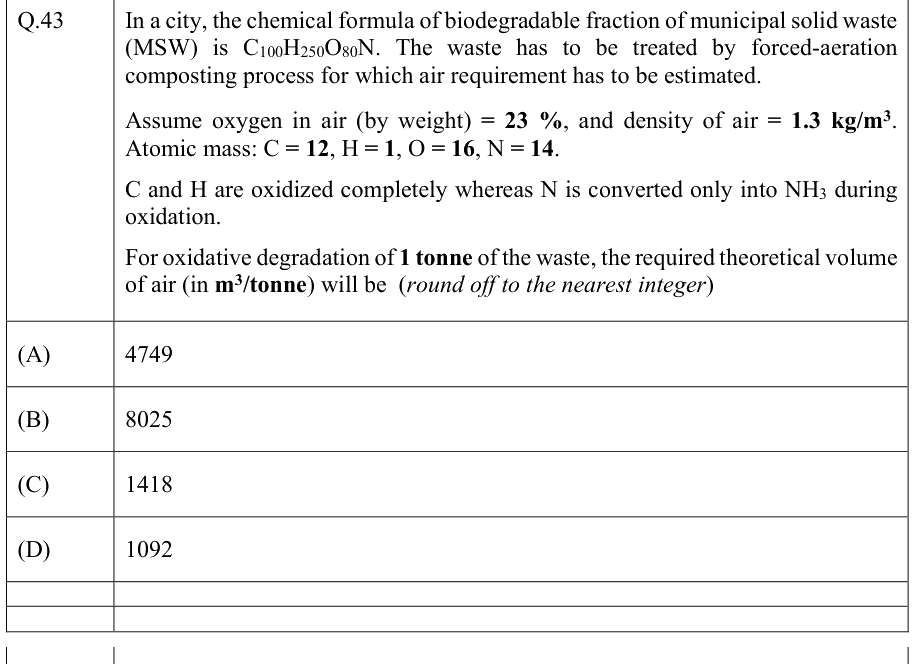 Q.43
In a city, the chemical formula of biodegradable fraction of municipal solid waste
(MSW) is C₁₀₀H₂₅₀O₈₀N. The waste has to be treated by forced-aeration
composting process for which air requirement has to be estimated.
Assume oxygen in air (by weight) = 23 %, and density of air = 1.3 kg/m³.
Atomic mass: C = 12, H = 1, O = 16, N = 14.
C and H are oxidized completely whereas N is converted only into NH₃ during
oxidation.
For oxidative degradation of 1 tonne of the waste, the required theoretical volume
of air (in m³/tonne) will be (round off to the nearest integer)
(A) 4749
(B) 8025
(C) 1418
(D) 1092